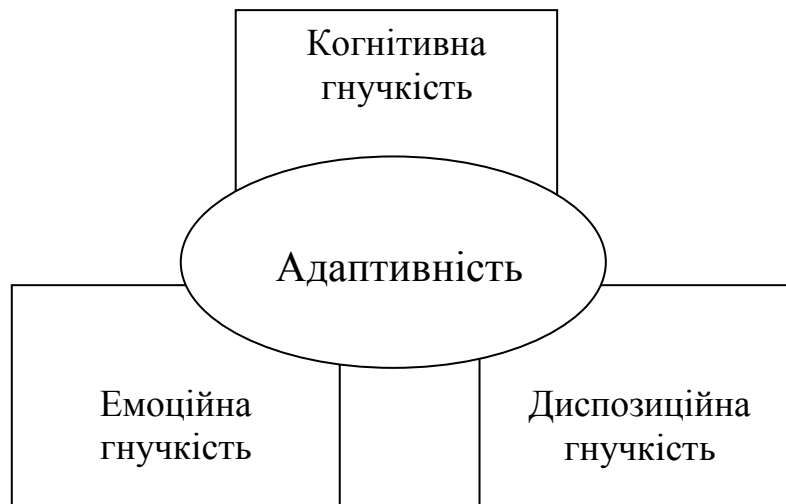 Когнітивна
гнучкість
Адаптивність
Емоційна
гнучкість
Диспозиційна
гнучкість